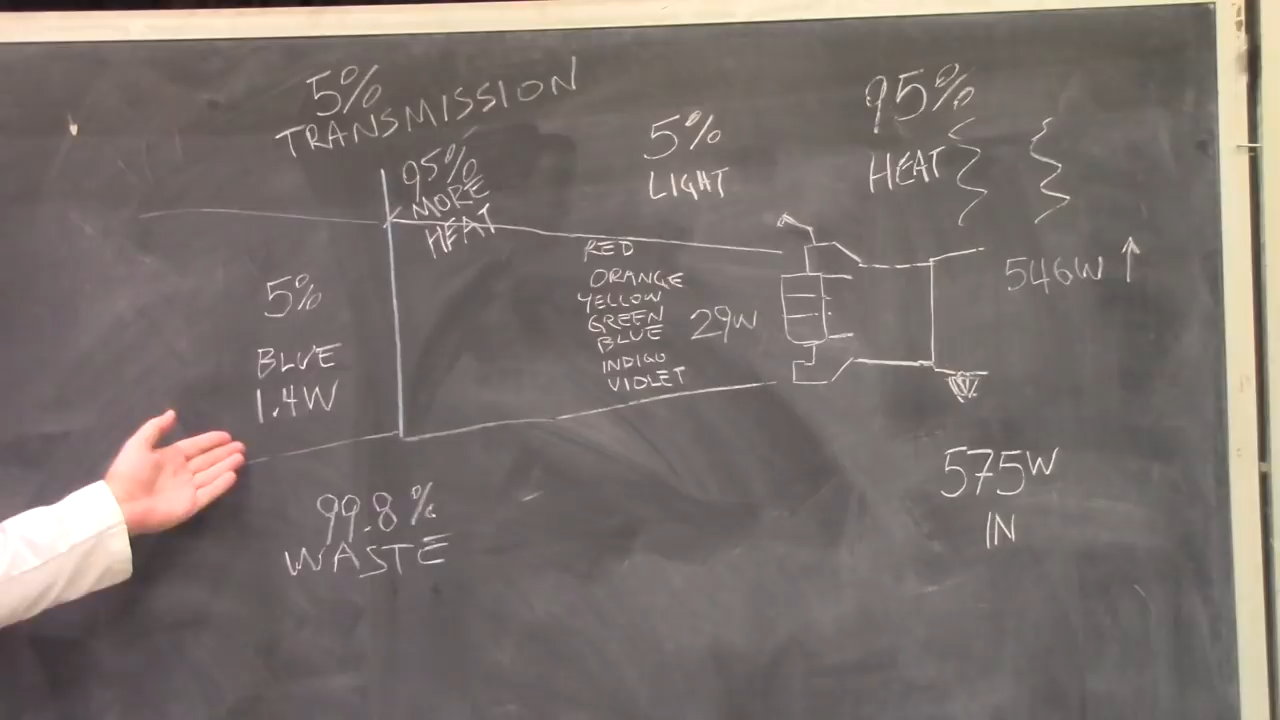 5%
TRANSMISSION
95%
MORE
HEAT
5%
LIGHT
95%
HEAT
RED
ORANGE
YELLOW
GREEN
BLUE
INDIGO
VIOLET
29W
546W ↑
5%
BLUE
1.4W
99.8%
WASTE
575W
IN